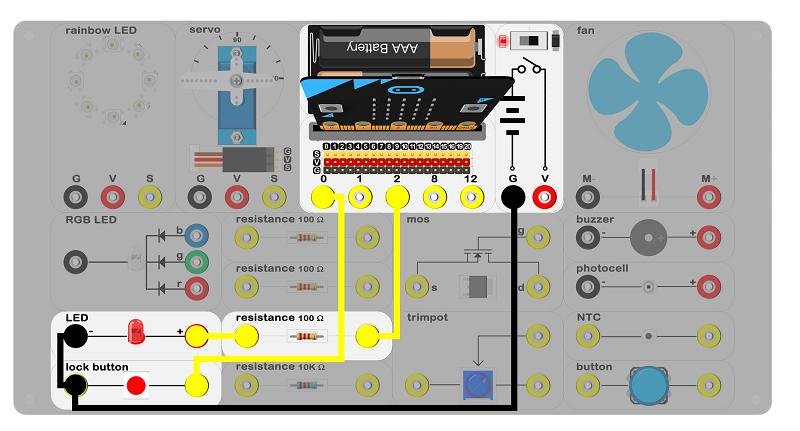 rainbow LED
servo
90
0
AAA Battery
fan
G
V
S
0 1 2 3 4 5 6 7 8 9 10 11 12 13 14 15 16 17 18 19 20
S
V
G
G V S
G V S
0 1 2 8 12
G V
M- M+
RGB LED
b
g
r
resistance 100 Ω
resistance 100 Ω
mos
g
s
d
buzzer
- +
photocell
- +
LED
- +
resistance 100 Ω
trimpot
NTC
lock button
resistance 10K Ω
button